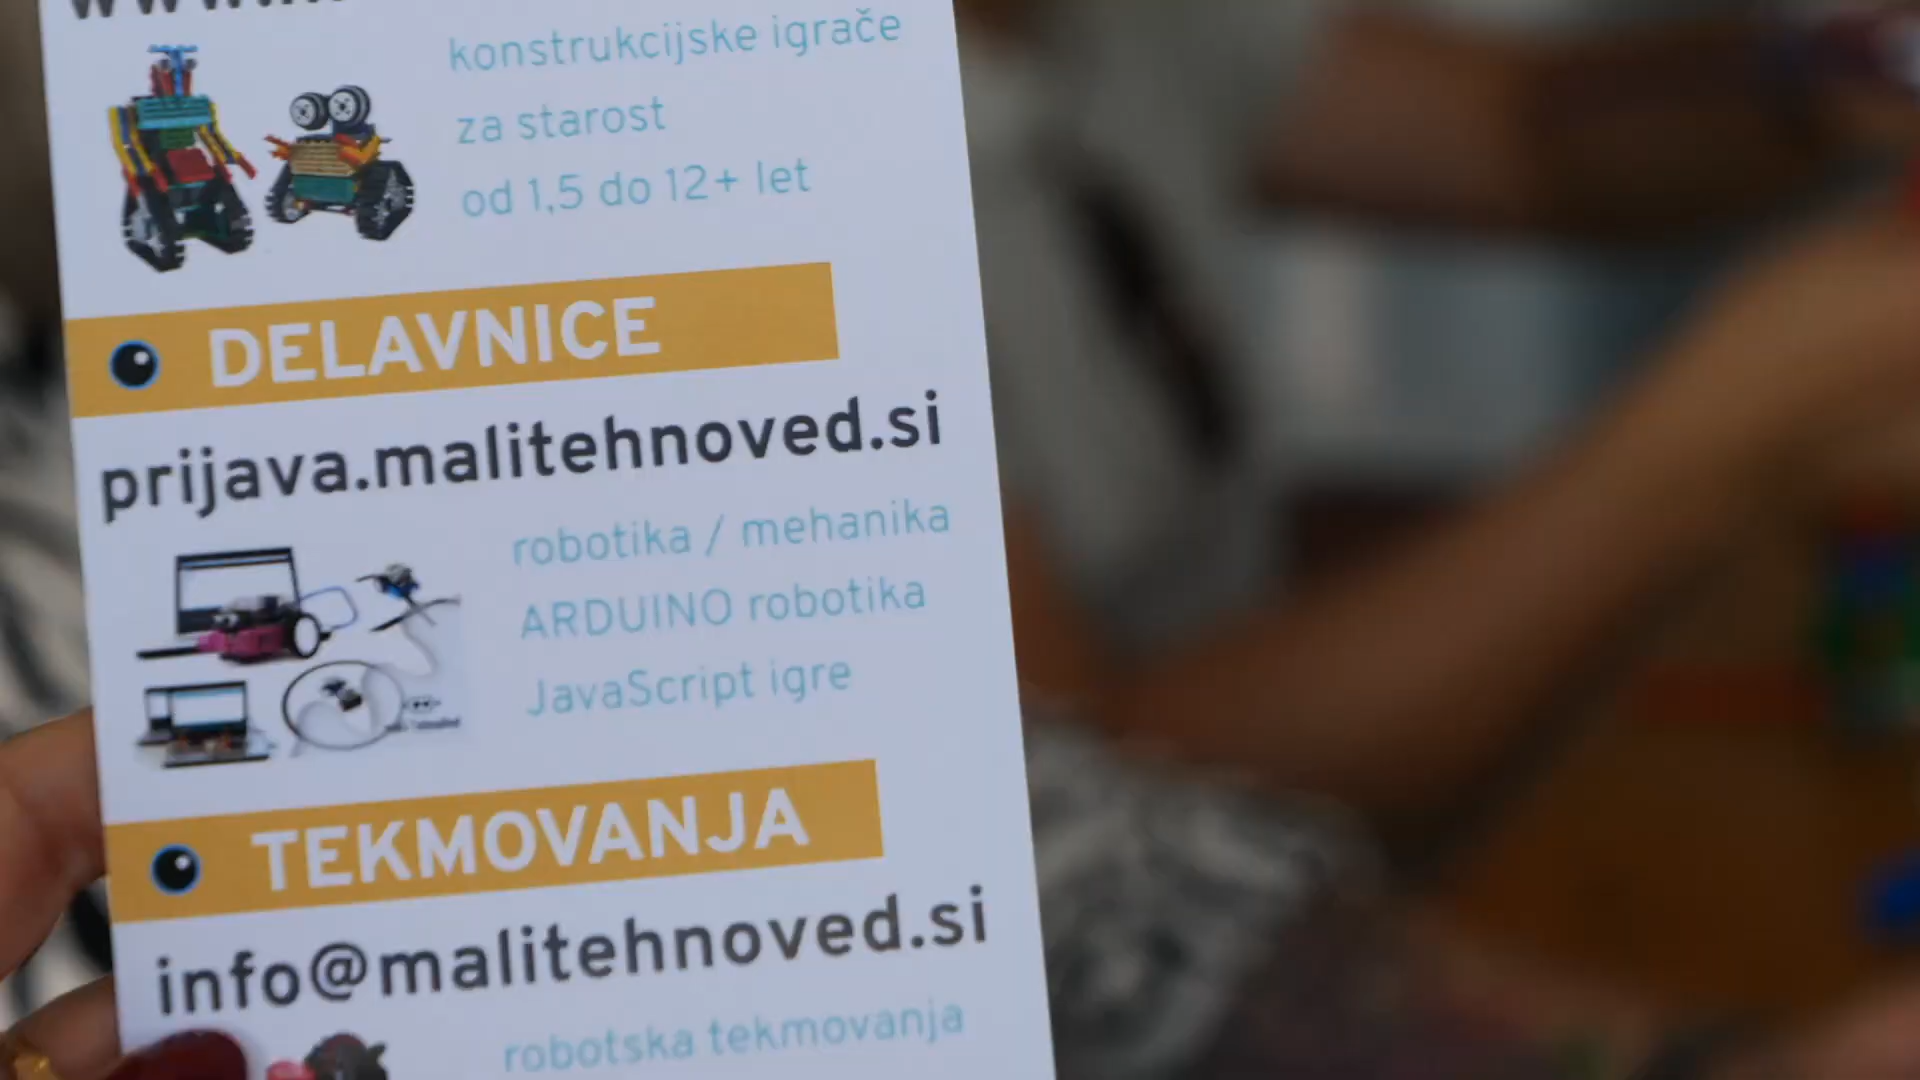 konstrukcijske igrače
za starost
od 1,5 do 12+ let
DELAVNICE
prijava.malitehnoved.si
robotika / mehanika
ARDUINO robotika
JavaScript igre
TEKMOVANJA
info@malitehnoved.si
robotska tekmovanja